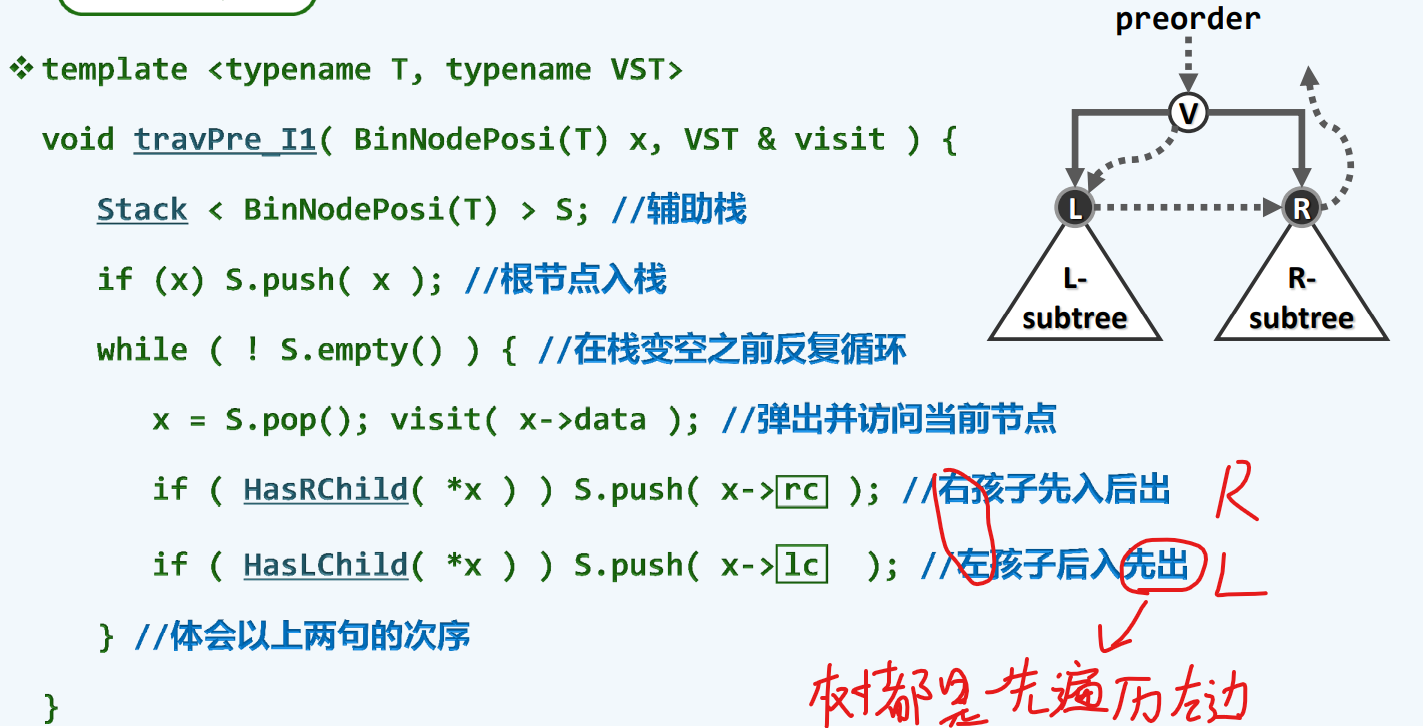 preorder
❖ template <typename T, typename VST>
void travPre_I1( BinNodePosi(T) x, VST & visit ) {
Stack < BinNodePosi(T) > S; //辅助栈
if (x) S.push( x ); //根节点入栈
while ( ! S.empty() ) { //在栈变空之前反复循环
x = S.pop(); visit( x->data ); //弹出并访问当前节点
if ( HasRChild( *x ) ) S.push( x->rc ); //右孩子先入后出
R
if ( HasLChild( *x ) ) S.push( x->lc ); //左孩子后入先出
L
} //体会以上两句的次序
}
树都是先遍历左边
V
L
R
L-
subtree
R-
subtree